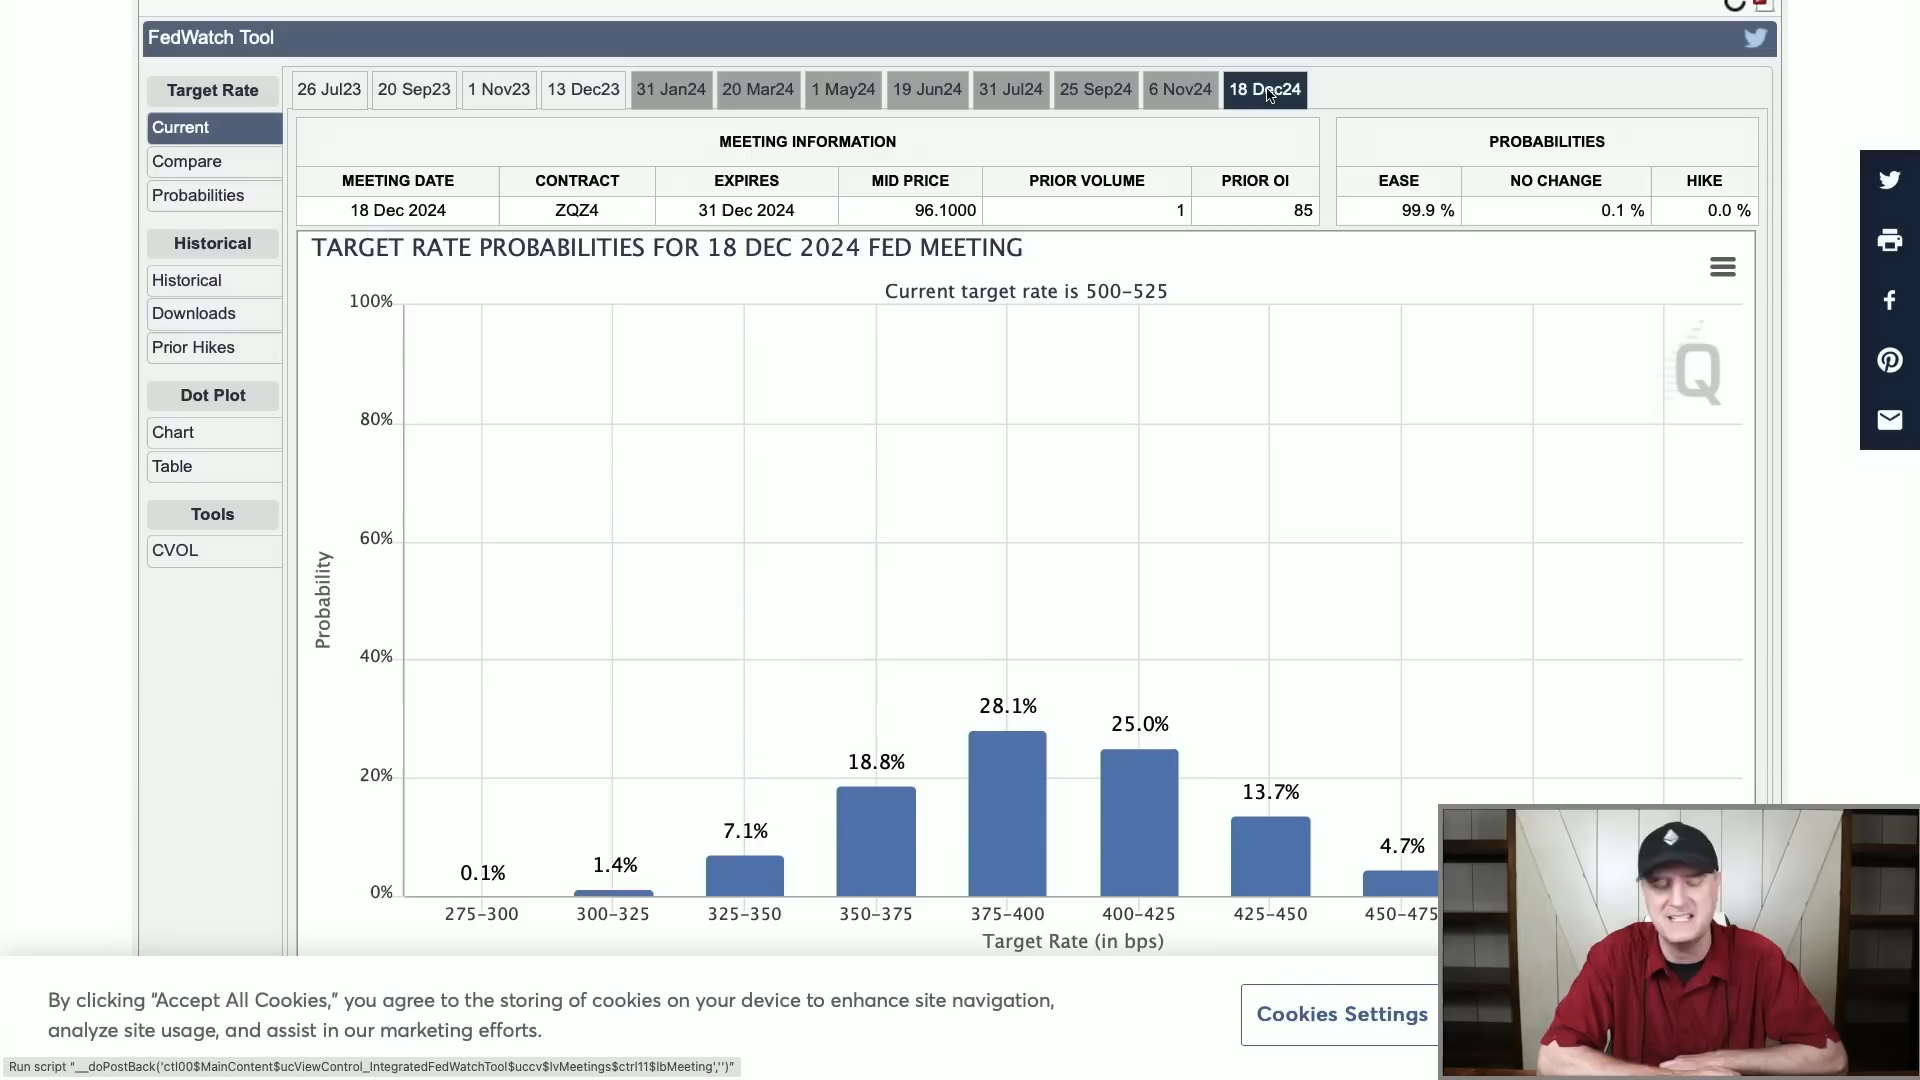 FedWatch Tool
Target Rate
Current
Compare
Probabilities
Historical
Historical
Downloads
Prior Hikes
Dot Plot
Chart
Table
Tools
CVOL
26 Jul23 20 Sep23 1 Nov23 13 Dec23 31 Jan24 20 Mar24 1 May24 19 Jun24 31 Jul24 25 Sep24 6 Nov24 18 Dec24
MEETING INFORMATION
MEETING DATE CONTRACT EXPIRES MID PRICE PRIOR VOLUME PRIOR OI
18 Dec 2024 ZQZ4 31 Dec 2024 96.1000 1 85
PROBABILITIES
EASE NO CHANGE HIKE
99.9 % 0.1 % 0.0 %
TARGET RATE PROBABILITIES FOR 18 DEC 2024 FED MEETING
Current target rate is 500-525
Q
Probability
100%
80%
60%
40%
20%
0%
0.1% 1.4% 7.1% 18.8% 28.1% 25.0% 13.7% 4.7%
275-300 300-325 325-350 350-375 375-400 400-425 425-450 450-475
Target Rate (in bps)
By clicking "Accept All Cookies," you agree to the storing of cookies on your device to enhance site navigation,
analyze site usage, and assist in our marketing efforts.
Cookies Settings
Run script "__doPostBack('ctl00$MainContent$ucViewControl_IntegratedFedWatchTool$uccv$lvMeetings$ctrl11$lbMeeting','')"